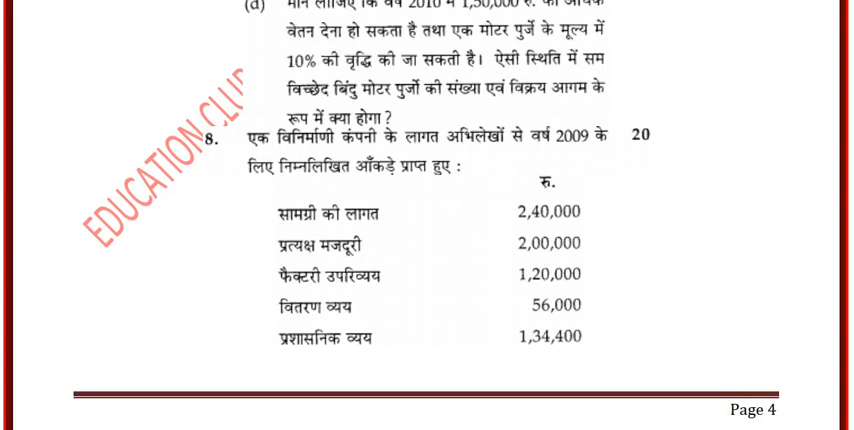 (d) मान लीजिए कि वर्ष 2010 में 1,50,000 रु. का अधिक
वेतन देना हो सकता है तथा एक मोटर पुर्जे के मूल्य में
10% की वृद्धि की जा सकती है। ऐसी स्थिति में सम
विच्छेद बिंदु मोटर पुर्जो की संख्या एवं विक्रय आगम के
रूप में क्या होगा ?
8. एक विनिर्माणी कंपनी के लागत अभिलेखों से वर्ष 2009 के 20
लिए निम्नलिखित आँकड़े प्राप्त हुए :
रु.
सामग्री की लागत 2,40,000
प्रत्यक्ष मजदूरी 2,00,000
फैक्टरी उपरिव्यय 1,20,000
वितरण व्यय 56,000
प्रशासनिक व्यय 1,34,400
EDUCATION CLUB
Page 4